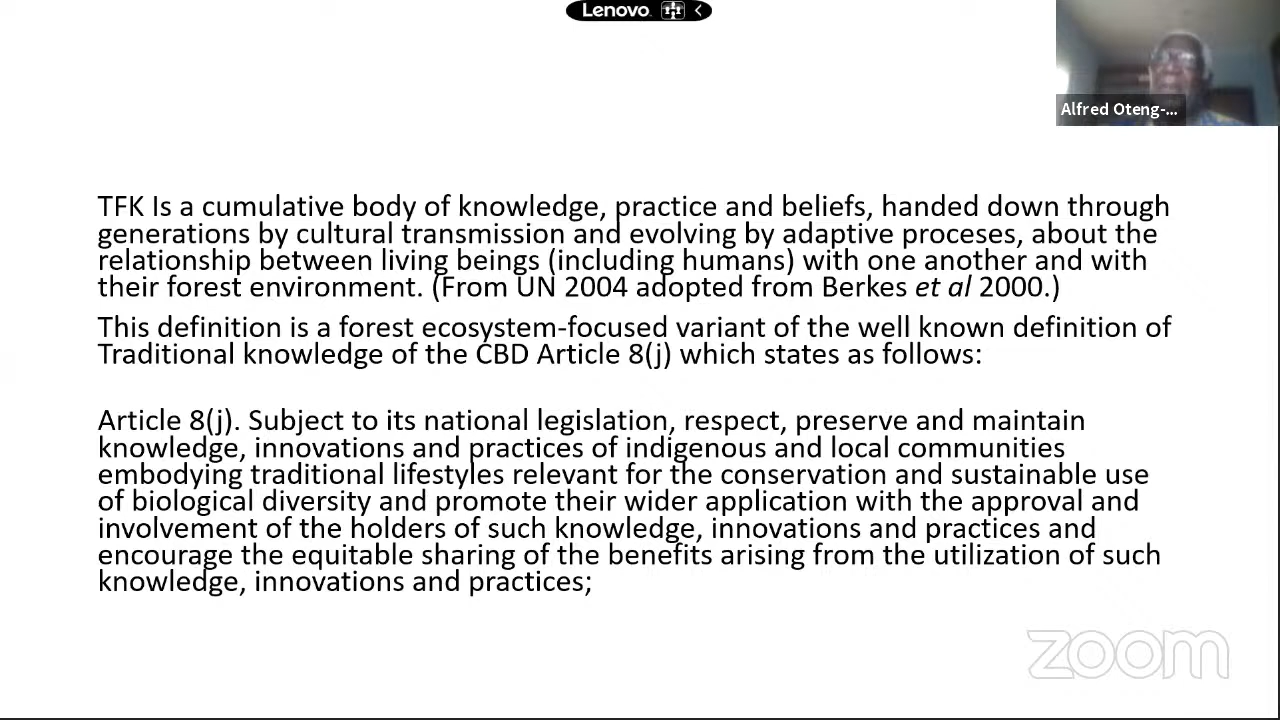 Lenovo
Alfred Oteng-...
TFK Is a cumulative body of knowledge, practice and beliefs, handed down through
generations by cultural transmission and evolving by adaptive proceses, about the
relationship between living beings (including humans) with one another and with
their forest environment. (From UN 2004 adopted from Berkes et al 2000.)
This definition is a forest ecosystem-focused variant of the well known definition of
Traditional knowledge of the CBD Article 8(j) which states as follows:
Article 8(j). Subject to its national legislation, respect, preserve and maintain
knowledge, innovations and practices of indigenous and local communities
embodying traditional lifestyles relevant for the conservation and sustainable use
of biological diversity and promote their wider application with the approval and
involvement of the holders of such knowledge, innovations and practices and
encourage the equitable sharing of the benefits arising from the utilization of such
knowledge, innovations and practices;
zoom